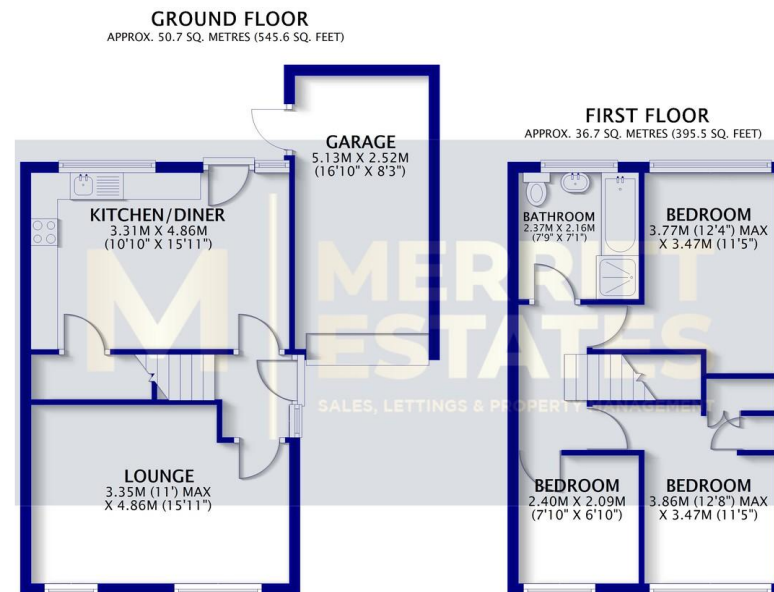 GROUND FLOOR
APPROX. 50.7 SQ. METRES (545.6 SQ. FEET)
GARAGE
5.13M X 2.52M
(16'10" X 8'3")
KITCHEN/DINER
3.31M X 4.86M
(10'10" X 15'11")
LOUNGE
3.35M (11') MAX
X 4.86M (15'11")
FIRST FLOOR
APPROX. 36.7 SQ. METRES (395.5 SQ. FEET)
BATHROOM
2.37M X 2.16M
(7'9" X 7'1")
BEDROOM
3.77M (12'4") MAX
X 3.47M (11'5")
BEDROOM
2.40M X 2.09M
(7'10" X 6'10")
BEDROOM
3.86M (12'8") MAX
X 3.47M (11'5")
M
MERRITT
ESTATES
SALES, LETTINGS & PROPERTY MANAGEMENT